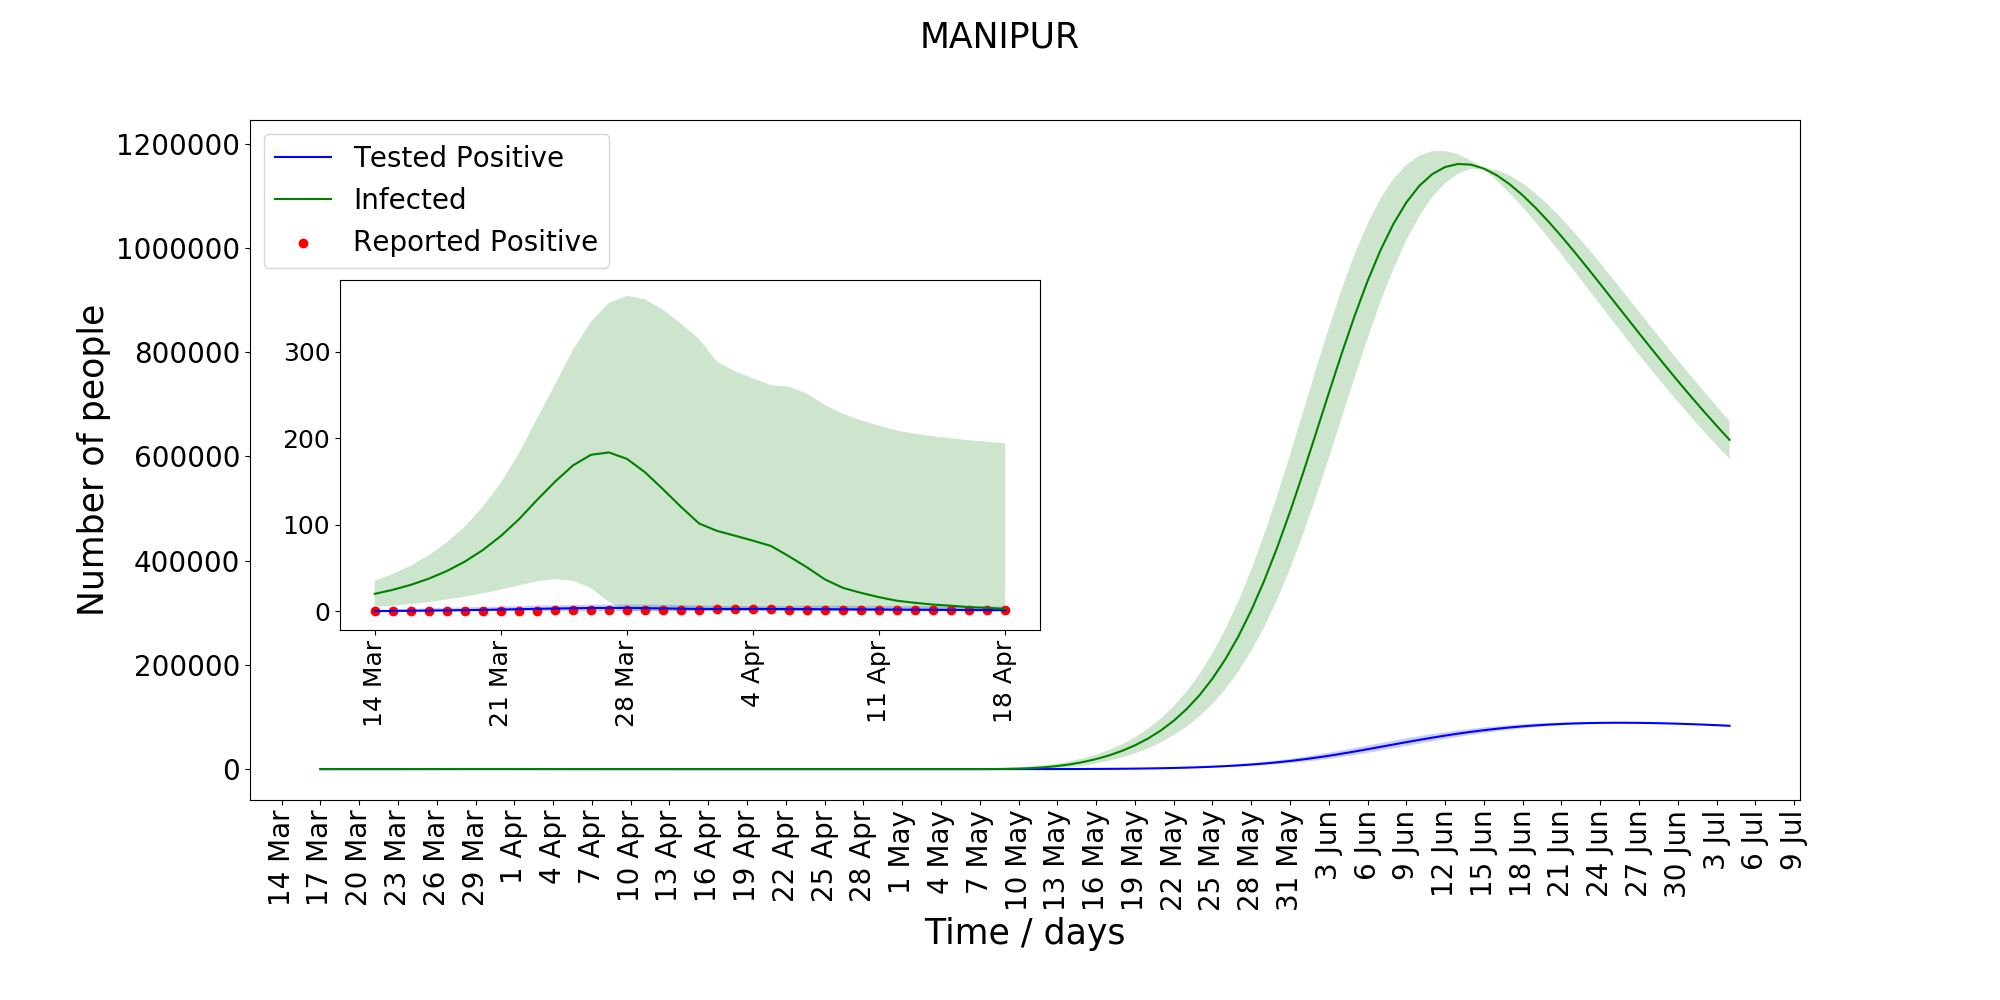 MANIPUR
Number of people
1200000
1000000
800000
600000
400000
200000
0
Tested Positive
Infected
Reported Positive
300
200
100
0
14 Mar
21 Mar
28 Mar
4 Apr
11 Apr
18 Apr
14 Mar
17 Mar
20 Mar
23 Mar
26 Mar
29 Mar
1 Apr
4 Apr
7 Apr
10 Apr
13 Apr
16 Apr
19 Apr
22 Apr
25 Apr
28 Apr
1 May
4 May
7 May
10 May
13 May
16 May
19 May
22 May
25 May
28 May
31 May
3 Jun
6 Jun
9 Jun
12 Jun
15 Jun
18 Jun
21 Jun
24 Jun
27 Jun
30 Jun
3 Jul
6 Jul
9 Jul
Time / days